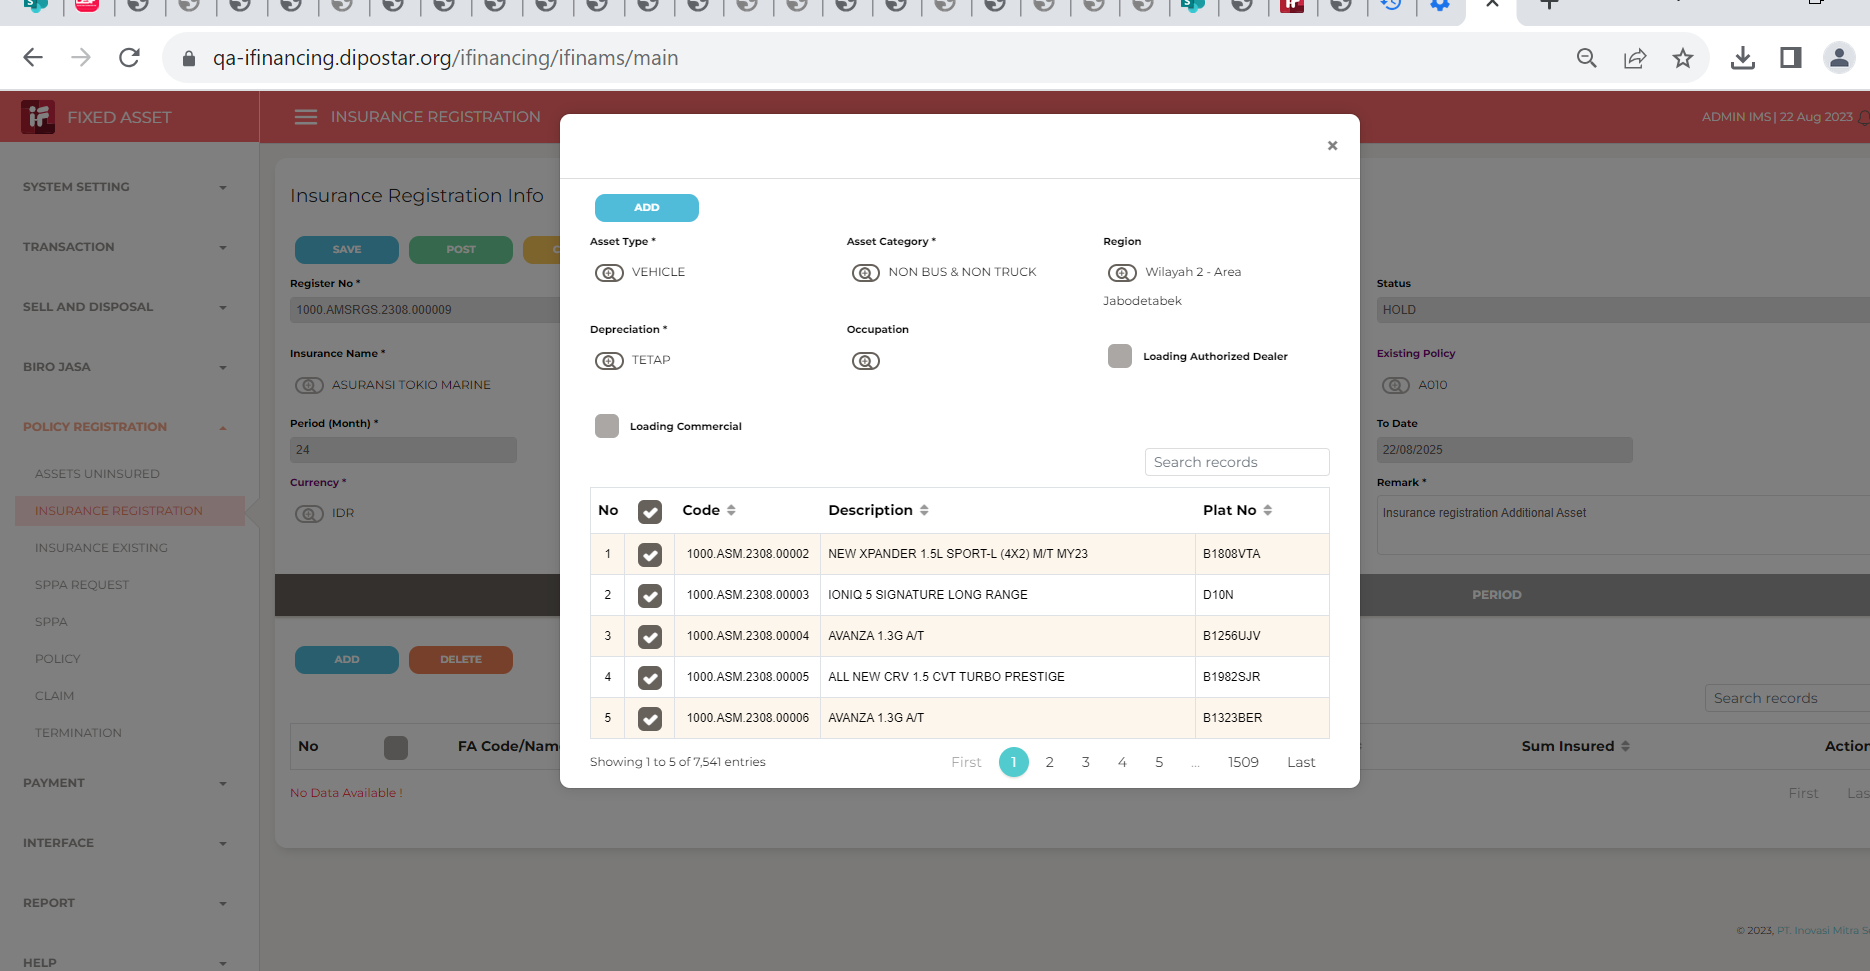 qa-ifinancing.dipostar.org/ifinancing/ifinams/main
FIXED ASSET
INSURANCE REGISTRATION
ADMIN IMS | 22 Aug 2023
SYSTEM SETTING
TRANSACTION
SELL AND DISPOSAL
BIRO JASA
POLICY REGISTRATION
ASSETS UNINSURED
INSURANCE REGISTRATION
INSURANCE EXISTING
SPPA REQUEST
SPPA
POLICY
CLAIM
TERMINATION
PAYMENT
INTERFACE
REPORT
HELP
Insurance Registration Info
SAVE POST C
Register No *
1000.AMSRGS.2308.000009
Insurance Name *
ASURANSI TOKIO MARINE
Period (Month) *
24
Currency *
IDR
Status
HOLD
Existing Policy
A010
To Date
22/08/2025
Remark *
Insurance registration Additional Asset
PERIOD
ADD DELETE
Search records
No FA Code/Name Sum Insured Action
No Data Available !
First Las
© 2023, PT. Inovasi Mitra S
×
ADD
Asset Type * Asset Category * Region
VEHICLE NON BUS & NON TRUCK Wilayah 2 - Area
Jabodetabek
Depreciation * Occupation
TETAP Loading Authorized Dealer
Loading Commercial
Search records
No Code Description Plat No
1 1000.ASM.2308.00002 NEW XPANDER 1.5L SPORT-L (4X2) M/T MY23 B1808VTA
2 1000.ASM.2308.00003 IONIQ 5 SIGNATURE LONG RANGE D10N
3 1000.ASM.2308.00004 AVANZA 1.3G A/T B1256UJV
4 1000.ASM.2308.00005 ALL NEW CRV 1.5 CVT TURBO PRESTIGE B1982SJR
5 1000.ASM.2308.00006 AVANZA 1.3G A/T B1323BER
Showing 1 to 5 of 7,541 entries First 1 2 3 4 5 ... 1509 Last